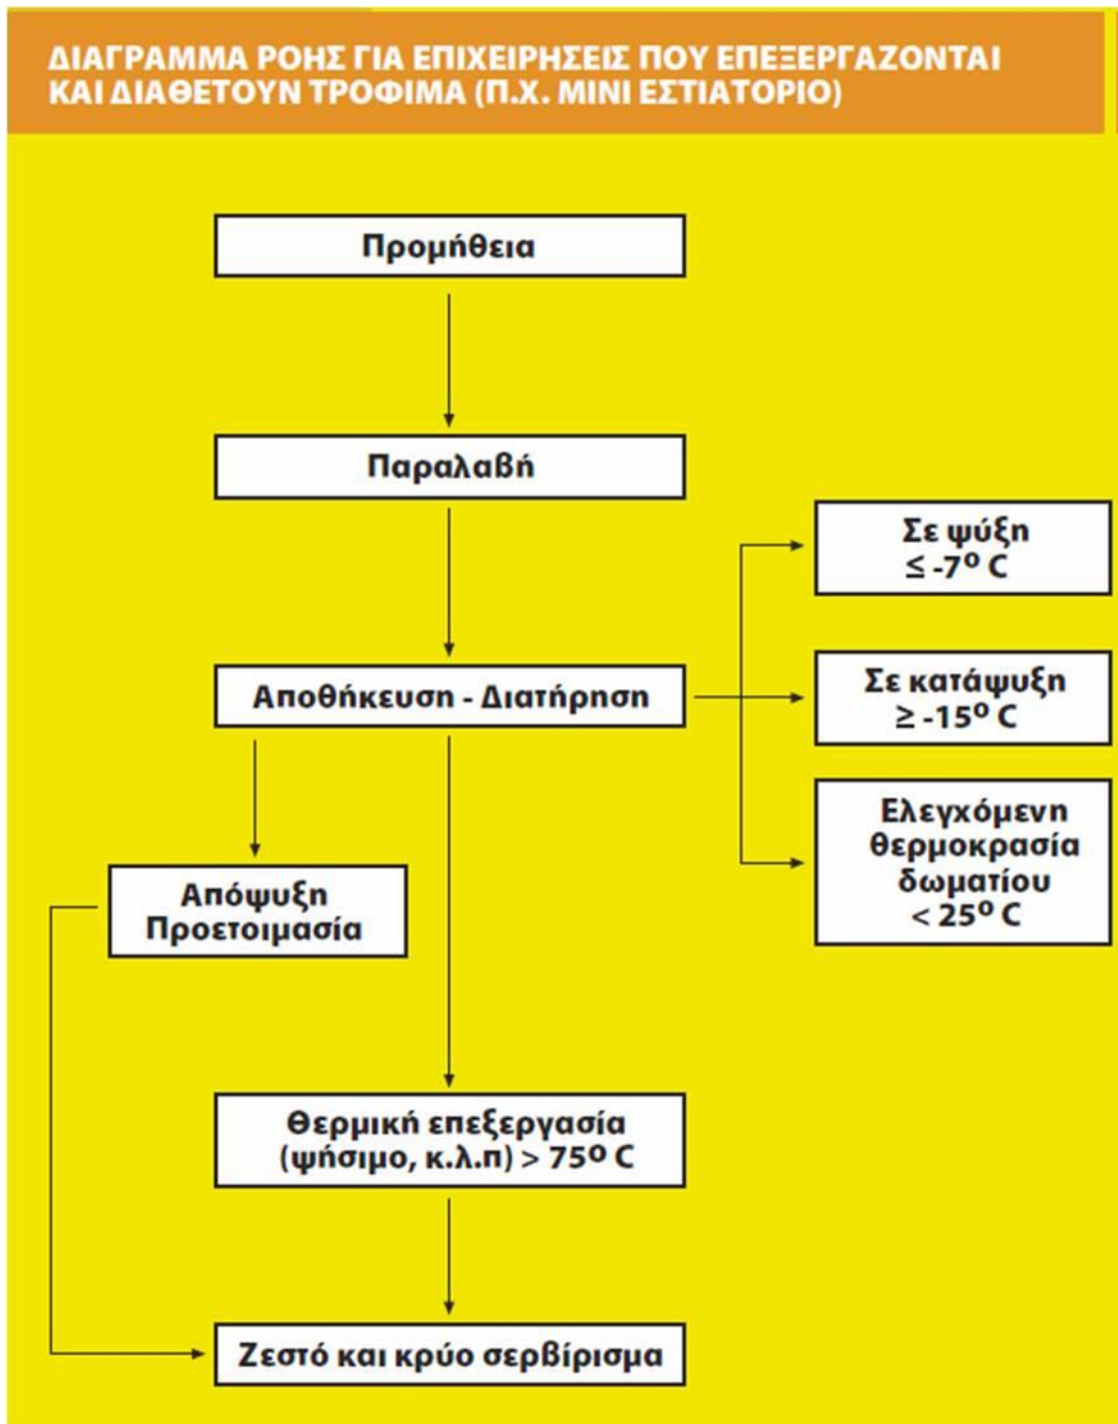 ΔΙΑΓΡΑΜΜΑ ΡΟΗΣ ΓΙΑ ΕΠΙΧΕΙΡΗΣΕΙΣ ΠΟΥ ΕΠΕΞΕΡΓΑΖΟΝΤΑΙ
ΚΑΙ ΔΙΑΘΕΤΟΥΝ ΤΡΟΦΙΜΑ (Π.Χ. ΜΙΝΙ ΕΣΤΙΑΤΟΡΙΟ)
Προμήθεια
Παραλαβή
Αποθήκευση - Διατήρηση
Σε ψύξη
≤ -7º C
Σε κατάψυξη
≥ -15º C
Ελεγχόμενη
θερμοκρασία
δωματίου
< 25º C
Απόψυξη
Προετοιμασία
Θερμική επεξεργασία
(ψήσιμο, κ.λ.π) > 75º C
Ζεστό και κρύο σερβίρισμα